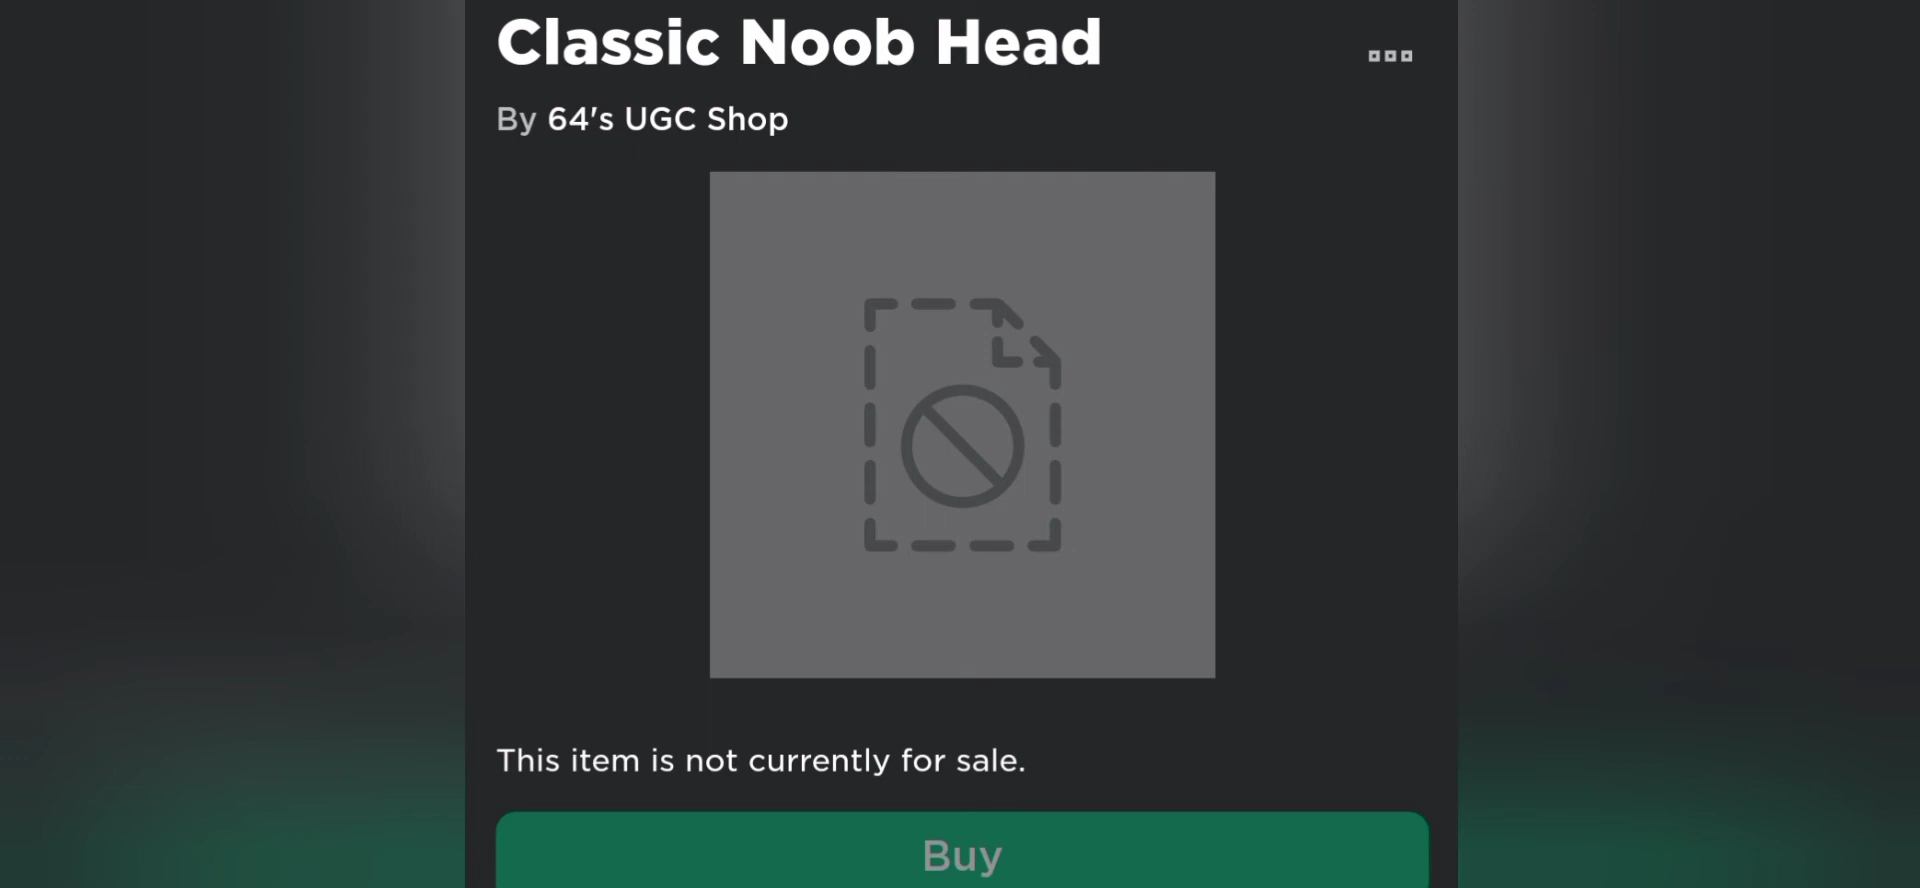 Classic Noob Head
By 64's UGC Shop
This item is not currently for sale.
Buy